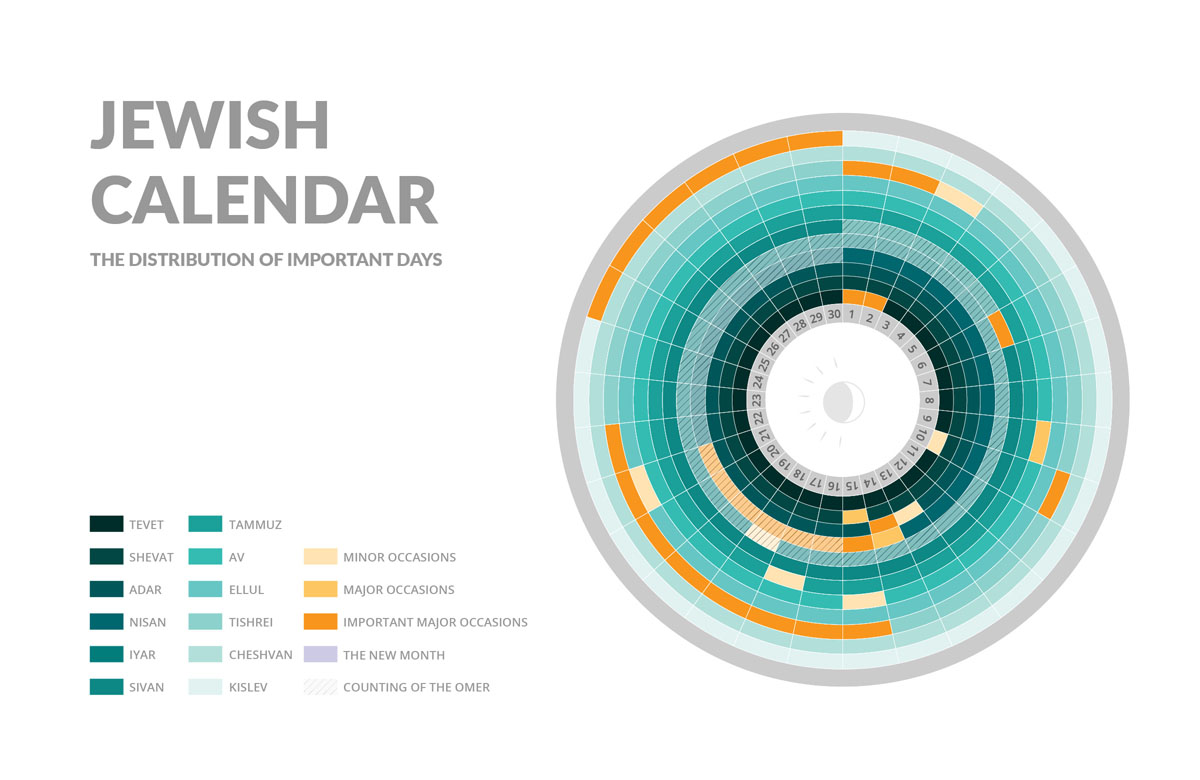 JEWISH
CALENDAR
THE DISTRIBUTION OF IMPORTANT DAYS
TEVET
SHEVAT
ADAR
NISAN
IYAR
SIVAN
TAMMUZ
AV
ELLUL
TISHREI
CHESHVAN
KISLEV
MINOR OCCASIONS
MAJOR OCCASIONS
IMPORTANT MAJOR OCCASIONS
THE NEW MONTH
COUNTING OF THE OMER
1
2
3
4
5
6
7
8
9
10
11
12
13
14
15
16
17
18
19
20
21
22
23
24
25
26
27
28
29
30